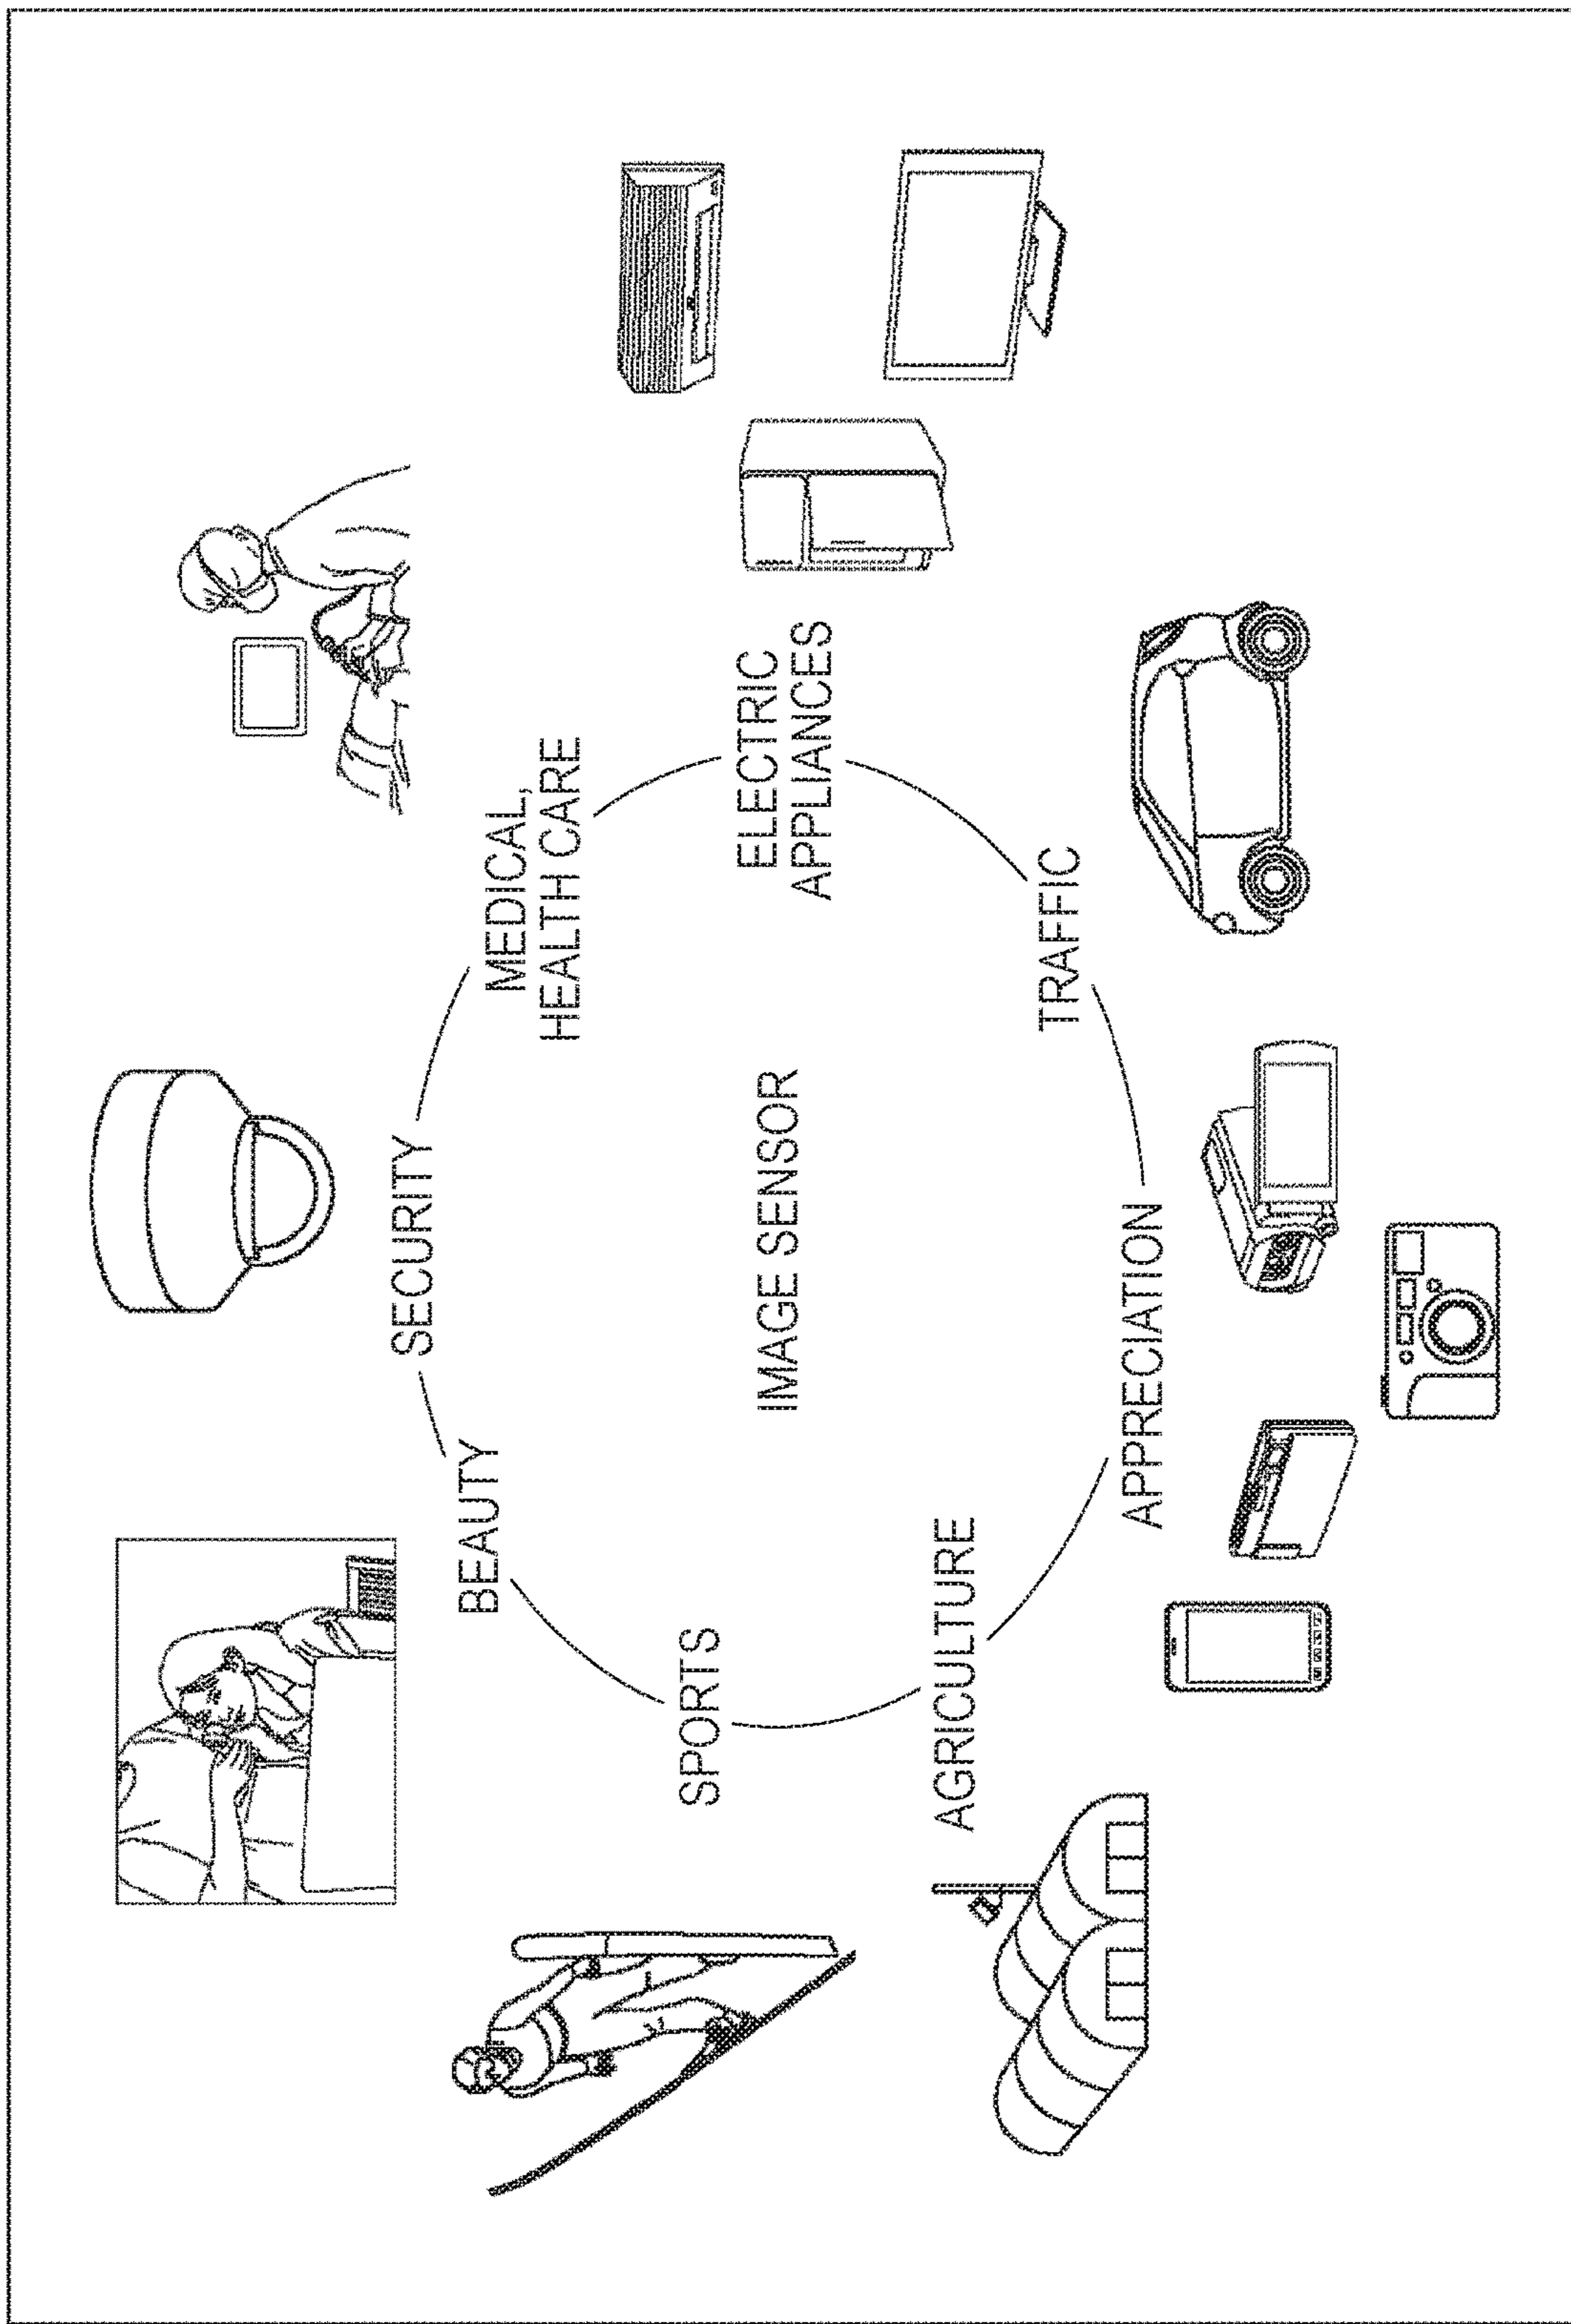 SECURITY
BEAUTY
MEDICAL,
HEALTH CARE
SPORTS
IMAGE SENSOR
ELECTRIC
APPLIANCES
AGRICULTURE
TRAFFIC
APPRECIATION